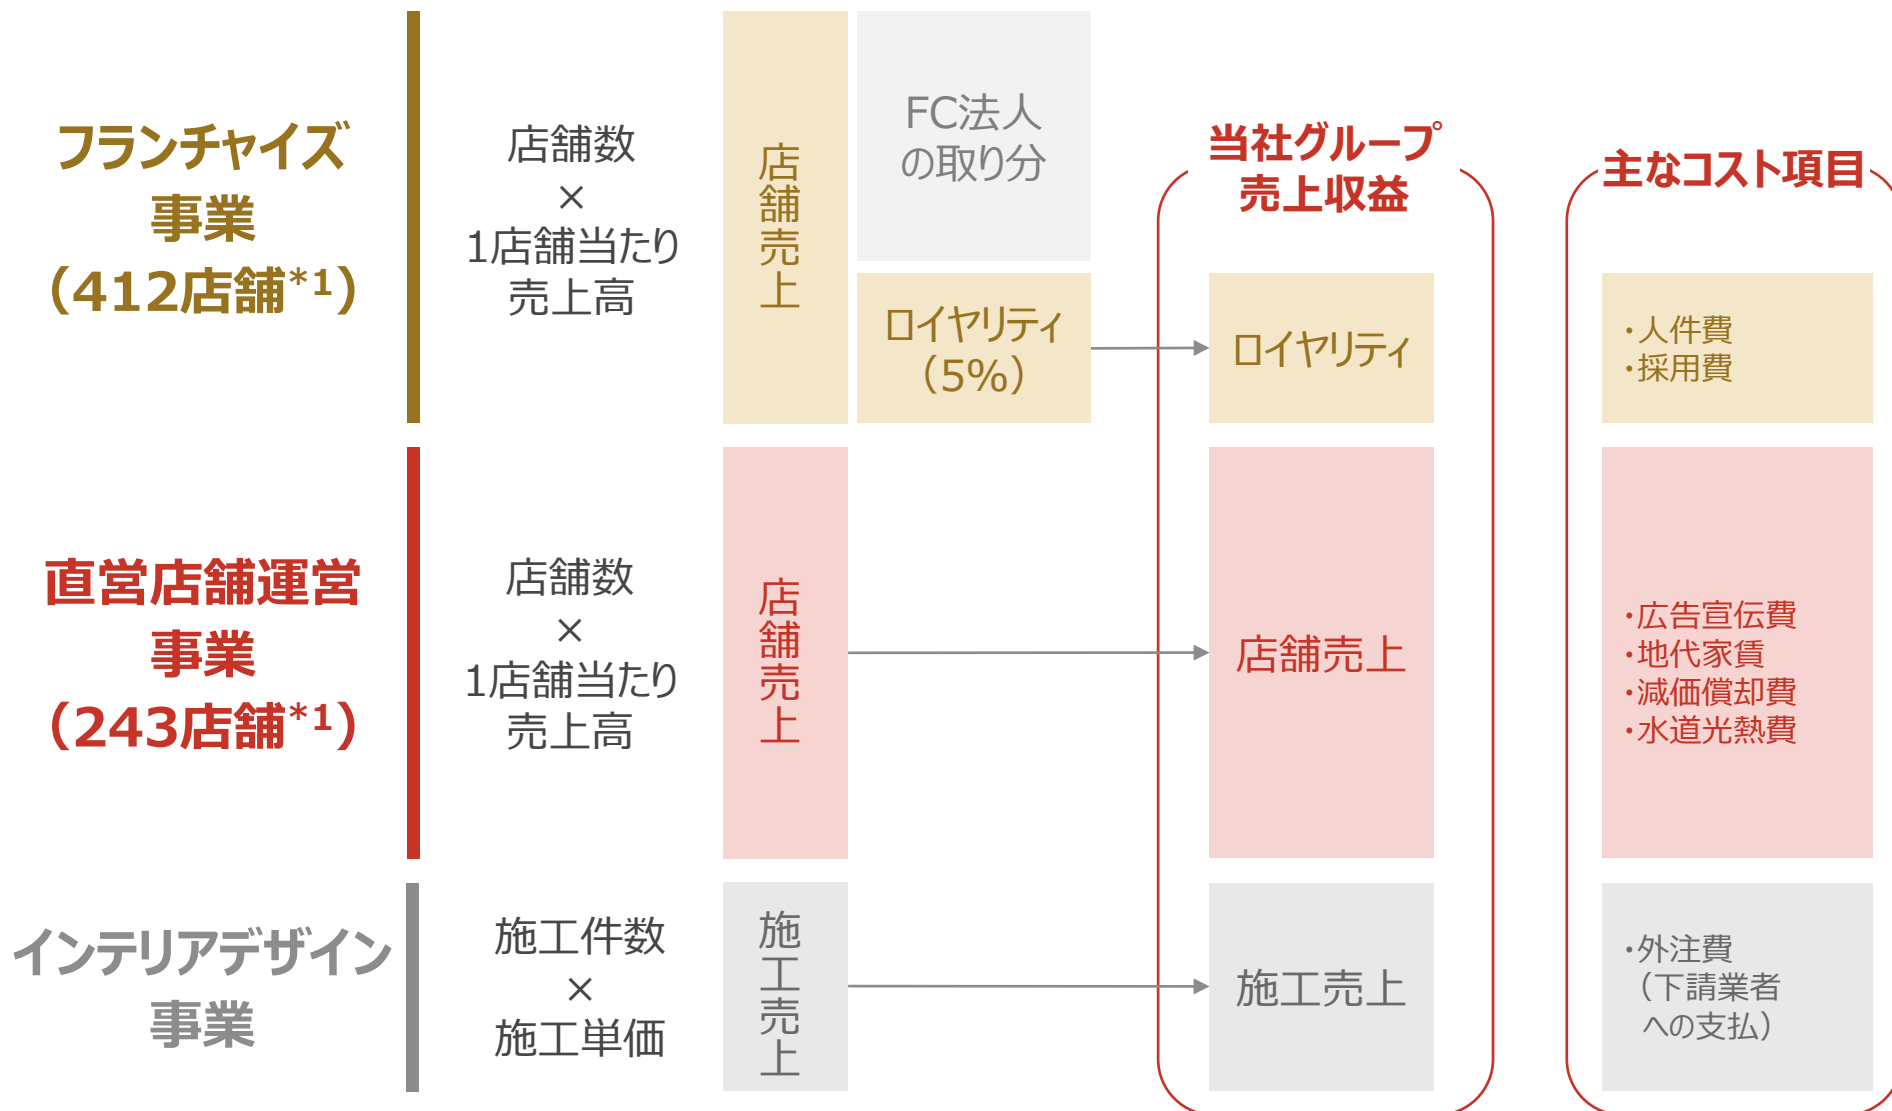 フランチャイズ
事業
（412店舗*1）
店舗数
×
1店舗当たり
売上高
店舗売上
FC法人
の取り分
ロイヤリティ
（5%）
当社グループ
売上収益
ロイヤリティ
主なコスト項目
・人件費
・採用費
直営店舗運営
事業
（243店舗*1）
店舗数
×
1店舗当たり
売上高
店舗売上
店舗売上
・広告宣伝費
・地代家賃
・減価償却費
・水道光熱費
インテリアデザイン
事業
施工件数
×
施工単価
施工売上
施工売上
・外注費
（下請業者
への支払）